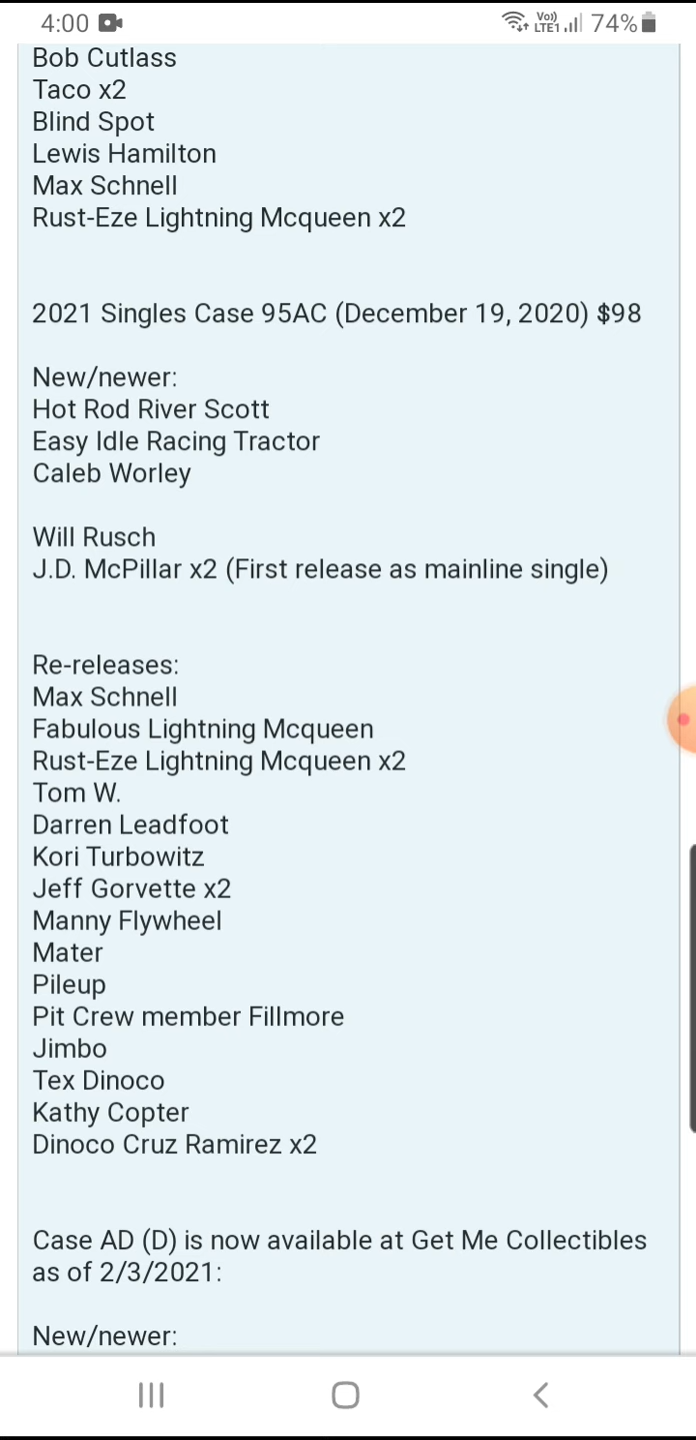 4:00
Vo))
LTE1
74%
Bob Cutlass
Taco x2
Blind Spot
Lewis Hamilton
Max Schnell
Rust-Eze Lightning Mcqueen x2
2021 Singles Case 95AC (December 19, 2020) $98
New/newer:
Hot Rod River Scott
Easy Idle Racing Tractor
Caleb Worley
Will Rusch
J.D. McPillar x2 (First release as mainline single)
Re-releases:
Max Schnell
Fabulous Lightning Mcqueen
Rust-Eze Lightning Mcqueen x2
Tom W.
Darren Leadfoot
Kori Turbowitz
Jeff Gorvette x2
Manny Flywheel
Mater
Pileup
Pit Crew member Fillmore
Jimbo
Tex Dinoco
Kathy Copter
Dinoco Cruz Ramirez x2
Case AD (D) is now available at Get Me Collectibles
as of 2/3/2021:
New/newer: